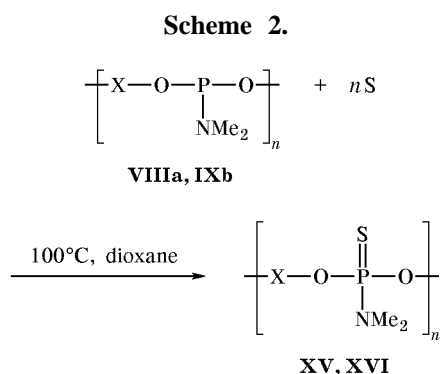 Scheme 2.
X—O—P—O
NMe2
n
+ nS
VIIIa, IXb
100°C, dioxane
S
X—O—P—O
NMe2
n
XV, XVI